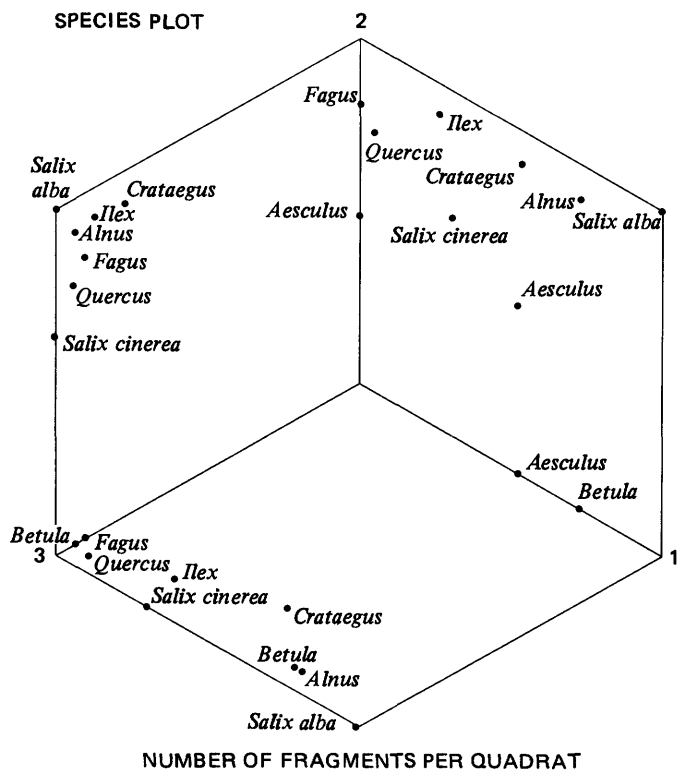 SPECIES PLOT
2
Fagus
Ilex
Quercus
Salix
alba
Crataegus
Crataegus
Ilex
Aesculus
Alnus
Salix alba
Alnus
Salix cinerea
Fagus
Quercus
Aesculus
Salix cinerea
Aesculus
Betula
Betula
Fagus
3
Quercus
1
Ilex
Salix cinerea
Crataegus
Betula
Alnus
Salix alba
NUMBER OF FRAGMENTS PER QUADRAT